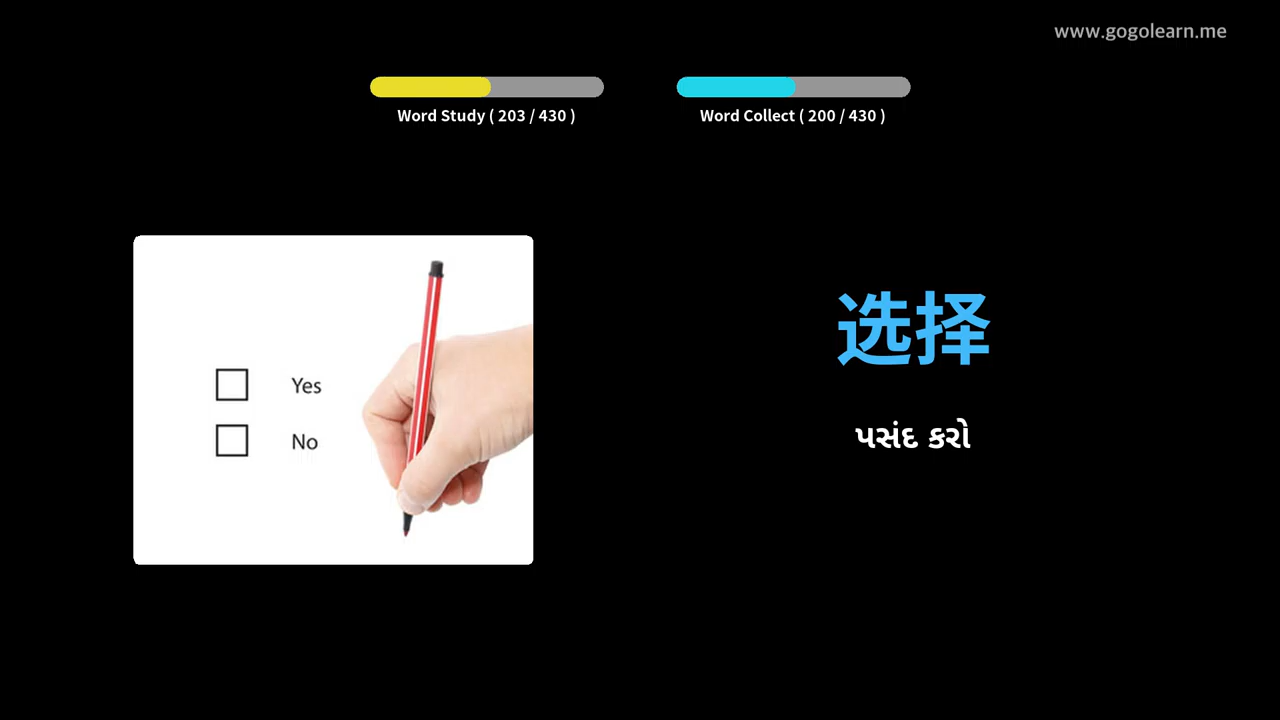 www.gogolearn.me
Word Study ( 203 / 430 )
Word Collect ( 200 / 430 )
Yes
No
选择
પસંદ કરો